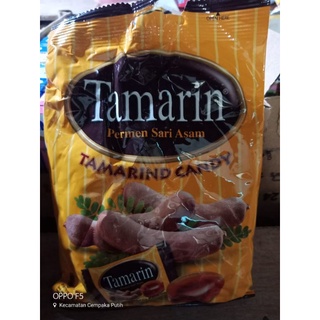 Tamarin
Permen Sari Asam
TAMARIND CANDY
Tamarin
OPPO F5
Kecamatan Cempaka Putih